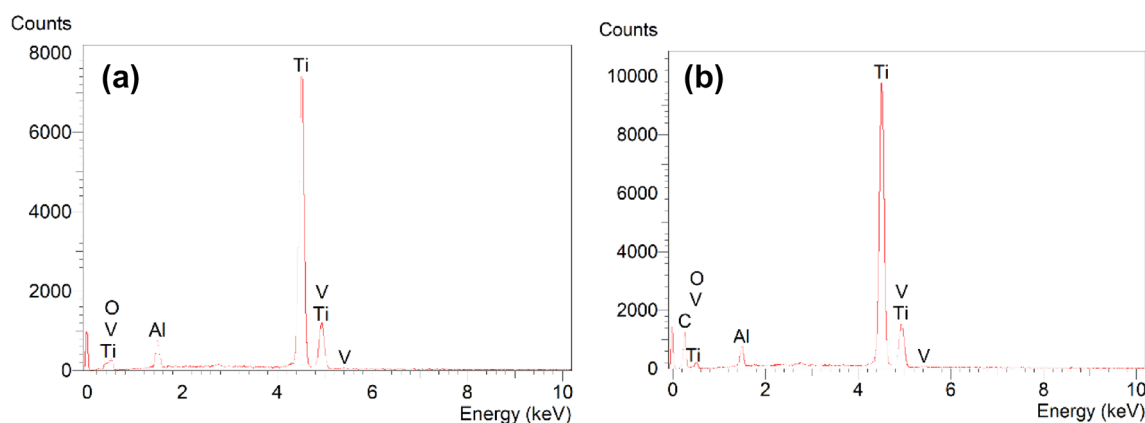 Counts
(a)
8000
6000
4000
2000
0
Ti
O
V
Ti
Al
V
Ti
V
0 2 4 6 8 10
Energy (keV)
Counts
(b)
10000
8000
6000
4000
2000
0
Ti
O
V
C
Ti
Al
V
Ti
V
0 2 4 6 8 10
Energy (keV)